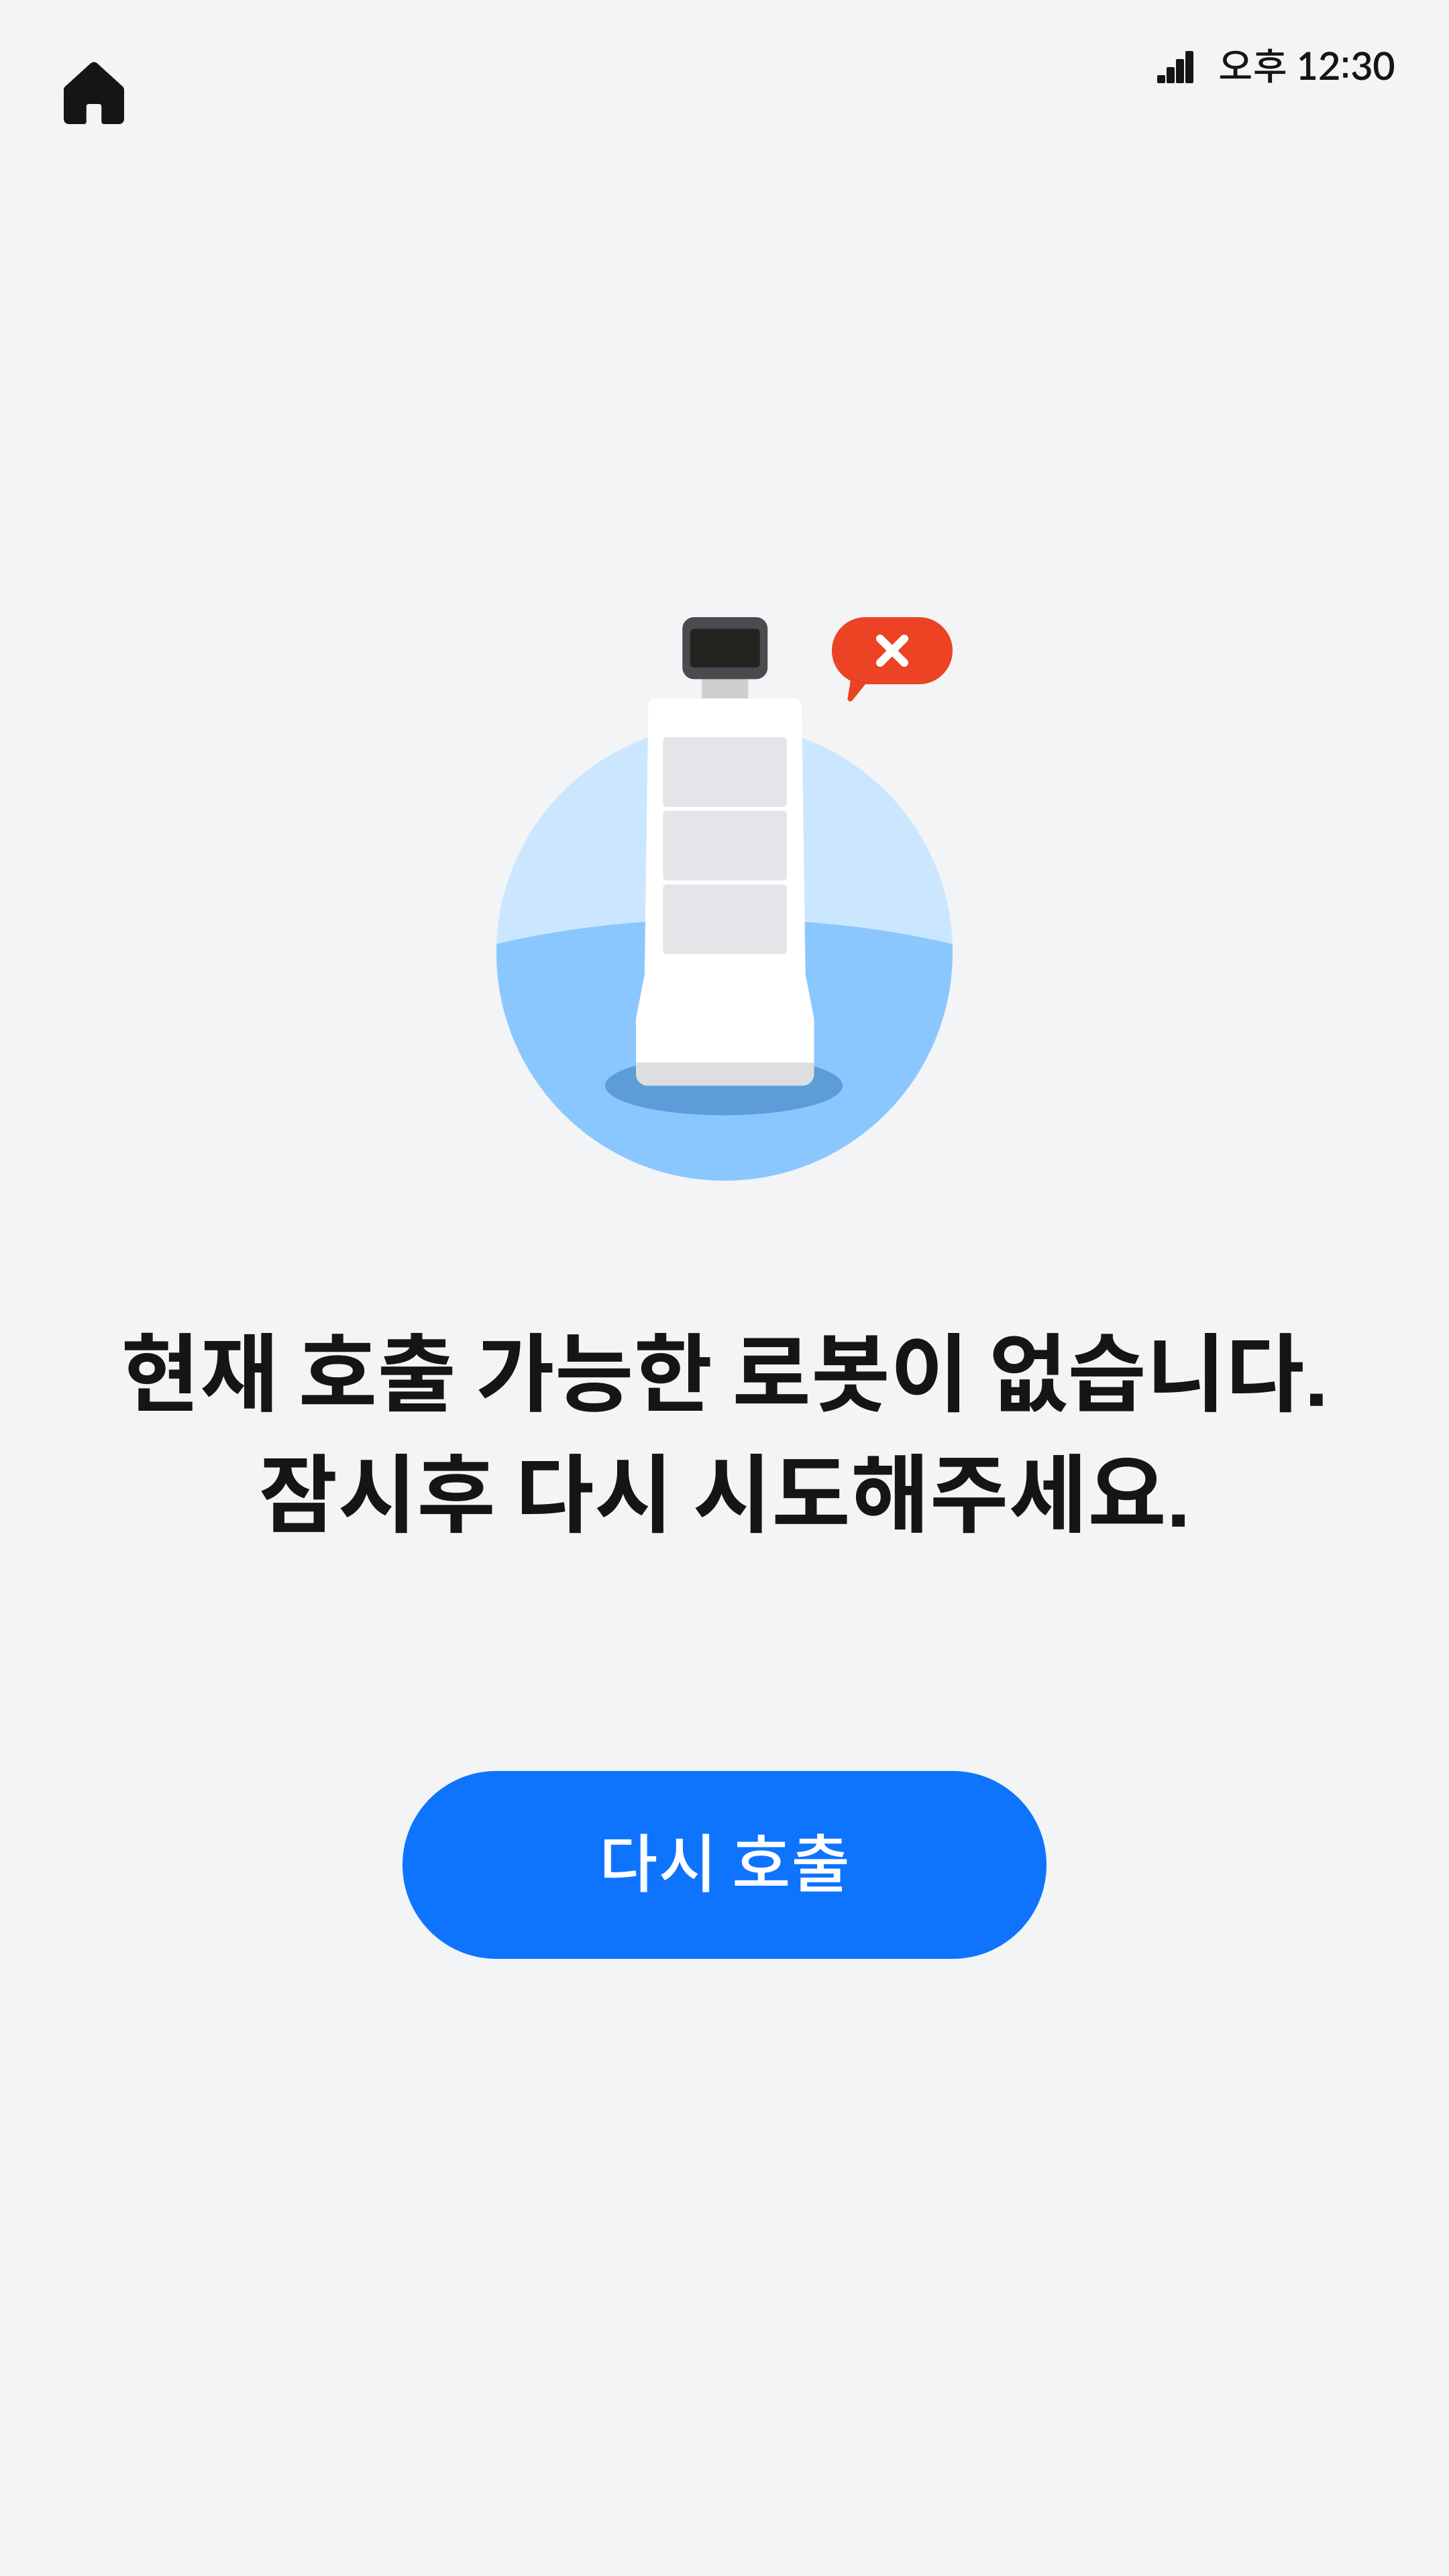 오후 12:30
현재 호출 가능한 로봇이 없습니다.
잠시후 다시 시도해주세요.
다시 호출